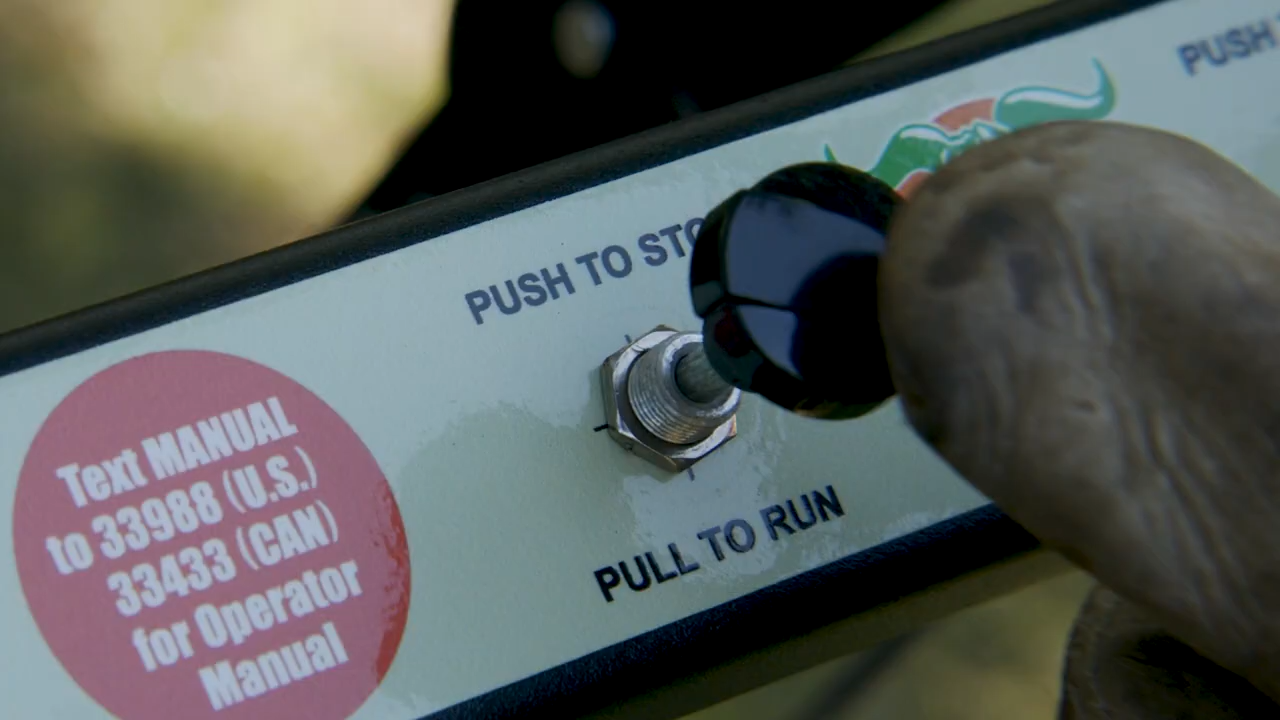 PUSH
PUSH TO STO
PULL TO RUN
Text MANUAL
to 33988 (U.S.)
33433 (CAN)
for Operator
Manual